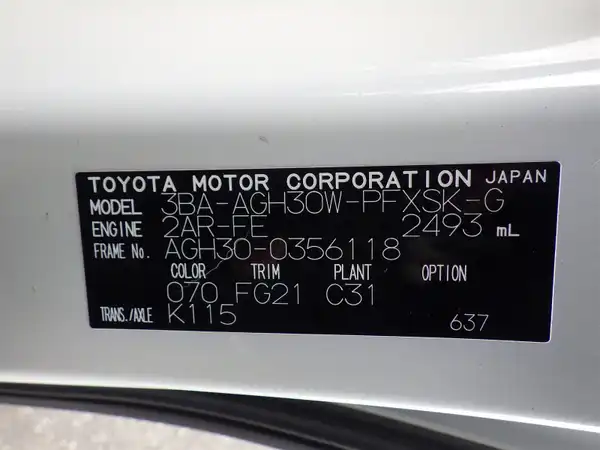 TOYOTA MOTOR CORPORATION JAPAN
MODEL 3BA-AGH30W-PFXSK-G
ENGINE 2AR-FE 2493 mL
FRAME No. AGH30-0356118
COLOR TRIM PLANT OPTION
070 FG21 C31
TRANS./AXLE K115 637